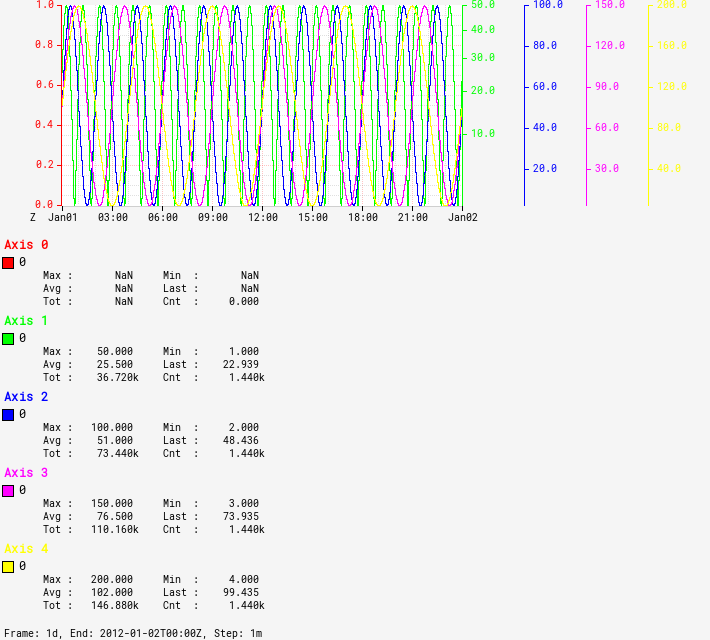 1.0 50.0 100.0 150.0 200.0
40.0
0.8 80.0 120.0 160.0
30.0
0.6 20.0 60.0 90.0 120.0
0.4 10.0 40.0 60.0 80.0
0.2 20.0 30.0 40.0
0.0
Z Jan01 03:00 06:00 09:00 12:00 15:00 18:00 21:00 Jan02
Axis 0
0
Max : NaN Min : NaN
Avg : NaN Last : NaN
Tot : NaN Cnt : 0.000
Axis 1
0
Max : 50.000 Min : 1.000
Avg : 25.500 Last : 22.939
Tot : 36.720k Cnt : 1.440k
Axis 2
0
Max : 100.000 Min : 2.000
Avg : 51.000 Last : 48.436
Tot : 73.440k Cnt : 1.440k
Axis 3
0
Max : 150.000 Min : 3.000
Avg : 76.500 Last : 73.935
Tot : 110.160k Cnt : 1.440k
Axis 4
0
Max : 200.000 Min : 4.000
Avg : 102.000 Last : 99.435
Tot : 146.880k Cnt : 1.440k
Frame: 1d, End: 2012-01-02T00:00Z, Step: 1m